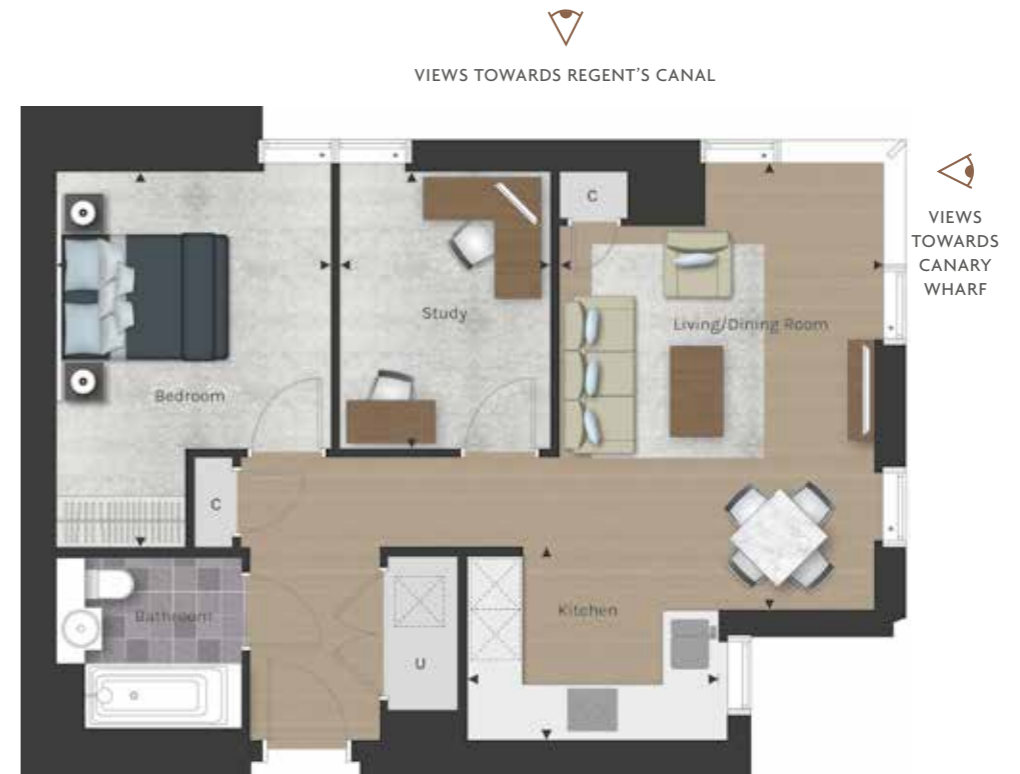 VIEWS TOWARDS REGENT'S CANAL
VIEWS
TOWARDS
CANARY
WHARF
C
Study
Living/Dining Room
Bedroom
C
Bathroom
Kitchen
U